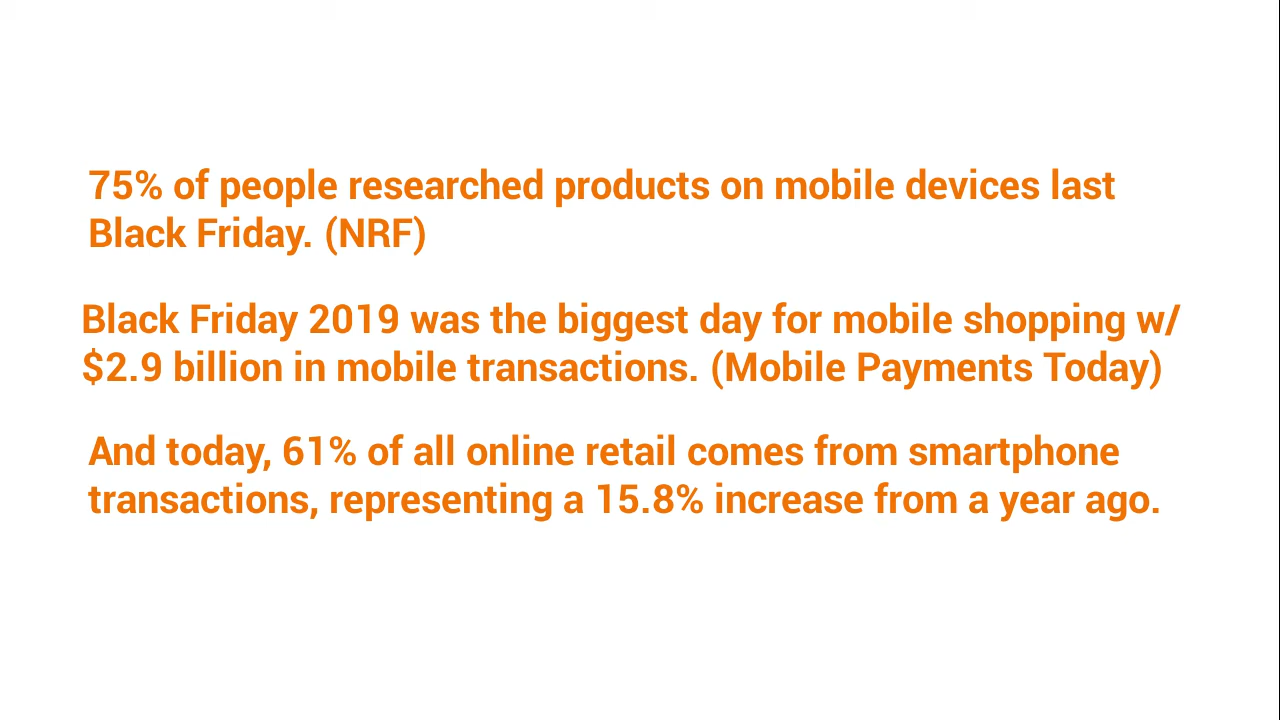 75% of people researched products on mobile devices last
Black Friday. (NRF)
Black Friday 2019 was the biggest day for mobile shopping w/
$2.9 billion in mobile transactions. (Mobile Payments Today)
And today, 61% of all online retail comes from smartphone
transactions, representing a 15.8% increase from a year ago.